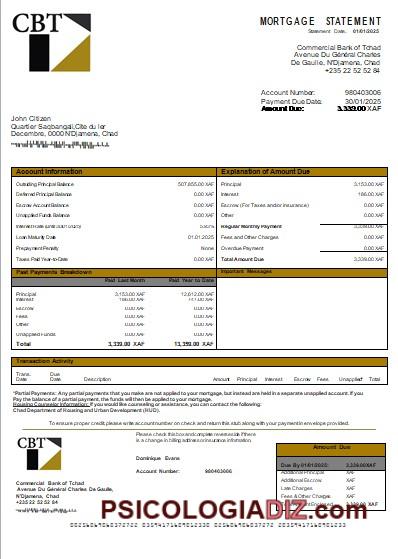 CBT
MORTGAGE STATEMENT
Statement Date: 01/01/2025
Commercial Bank of Tchad
Avenue Du Général Charles
De Gaulle, N'Djamena, Chad
+235 22 52 52 84
Account Number: 980403006
Payment Due Date: 30/01/2025
Amount Due: 3,339.00 XAF
John Citizen
Quartier Sagbangali,Cite du Ier
Decembre, 0000 N'Djamena, Chad
Account Information
Outstanding Principal Balance 507,855.00 XAF
Deferred Principal Balance 0.00 XAF
Escrow Account Balance 0.00 XAF
Unapplied Funds Balance 0.00 XAF
Interest Rate
Loan Maturity Date 01.01.2025
Prepayment Penalty None
Taxes Paid Year-to-Date 0.00 XAF
Explanation of Amount Due
Principal 3,153.00 XAF
Interest 186.00 XAF
Escrow (For Taxes and/or Insurance) 0.00 XAF
Other 0.00 XAF
Regular Monthly Payment 3,339.00 XAF
Fees and Other Charges 0.00 XAF
Overdue Payment 0.00 XAF
Total Amount Due 3,339.00 XAF
Past Payments Breakdown
Paid Last Month Paid Year to Date
Principal 3,153.00 XAF 12,612.00 XAF
Interest 186.00 XAF
Escrow 0.00 XAF 0.00 XAF
Fees 0.00 XAF 0.00 XAF
Other 0.00 XAF 0.00 XAF
Unapplied Funds 0.00 XAF 0.00 XAF
Total 3,339.00 XAF 13,359.00 XAF
Important Messages
Transaction Activity
Trans. Date Due Date Description Amount Principal Interest Escrow Fees Unapplied* Total
*Partial Payments: Any partial payments that you make are not applied to your mortgage, but instead are held in a separate unapplied account. If you
Pay the balance of a partial payment, the funds will then be applied to your mortgage.
Housing Counselor Information: If you would like counseling or assistance, you can contact the following:
Chad Department of Housing and Urban Development (HUD).
To ensure proper credit, please write account number on check and return this stub along with your payment in envelope provided.
CBT
Please check this box and complete reverse side if there
is a change in billing address or insurance information.
Dominique Evans
Account Number: 980403006
Commercial Bank of Tchad
Avenue Du Général Charles De Gaulle,
N'Djamena, Chad
+235 22 52 52 84
Amount Due
Due By 01/01/2025: 3,339.00XAF
Additional Principal XAF
Additional Escrow XAF
Late Charges XAF
Fees & Other Charges XAF
PSICOLOGIADIZ.com